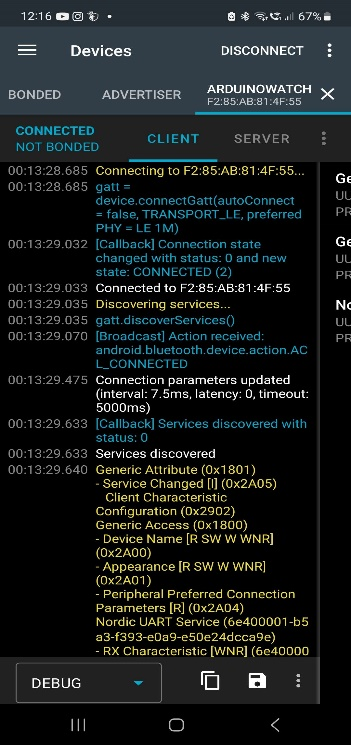 12:16
67%
Devices
DISCONNECT
BONDED
ADVERTISER
ARDUINOWATCH
F2:85:AB:81:4F:55
CONNECTED
NOT BONDED
CLIENT
SERVER
00:13:28.685 Connecting to F2:85:AB:81:4F:55...
00:13:28.685 gatt =
device.connectGatt(autoConnect
= false, TRANSPORT_LE, preferred
PHY = LE 1M)
00:13:29.032 [Callback] Connection state
changed with status: 0 and new
state: CONNECTED (2)
00:13:29.033 Connected to F2:85:AB:81:4F:55
00:13:29.035 Discovering services...
00:13:29.035 gatt.discoverServices()
00:13:29.070 [Broadcast] Action received:
android.bluetooth.device.action.AC
L_CONNECTED
00:13:29.475 Connection parameters updated
(interval: 7.5ms, latency: 0, timeout:
5000ms)
00:13:29.633 [Callback] Services discovered with
status: 0
00:13:29.633 Services discovered
00:13:29.640 Generic Attribute (0x1801)
- Service Changed [I] (0x2A05)
Client Characteristic
Configuration (0x2902)
Generic Access (0x1800)
- Device Name [R SW W WNR]
(0x2A00)
- Appearance [R SW W WNR]
(0x2A01)
- Peripheral Preferred Connection
Parameters [R] (0x2A04)
Nordic UART Service (6e400001-b5
a3-f393-e0a9-e50e24dcca9e)
- RX Characteristic [WNR] (6e40000
Ge
UU
PR
Ge
UU
PR
No
UU
PR
DEBUG